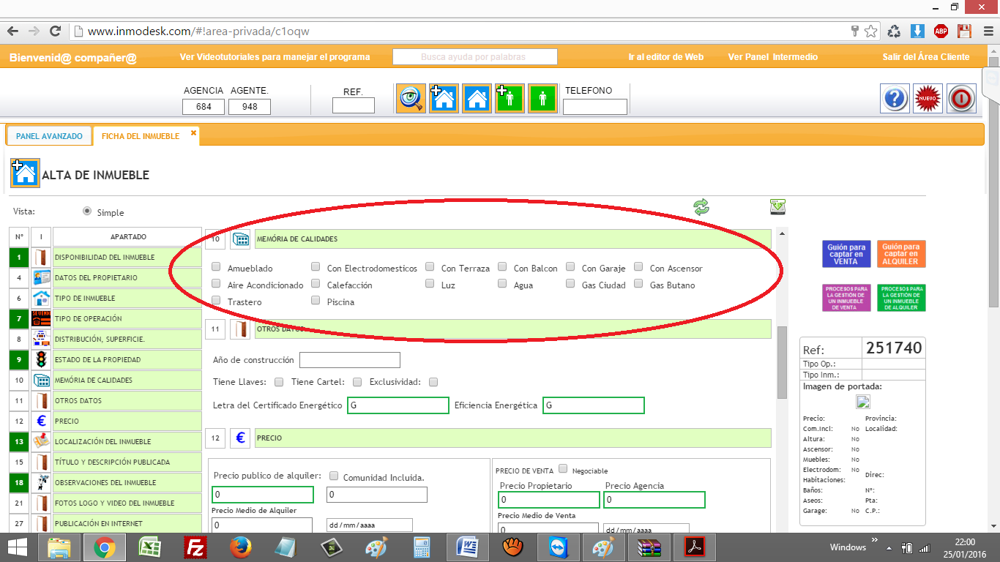 www.inmodesk.com/#!area-privada/c1oqw
ABP
Bienvenid@ compañer@
Ver Videotutoriales para manejar el programa
Busca ayuda por palabras
Ir al editor de Web
Ver Panel Intermedio
Salir del Área Cliente
AGENCIA AGENTE.
684 948
REF.
TELEFONO
NUEVO
PANEL AVANZADO
FICHA DEL INMUEBLE
ALTA DE INMUEBLE
Vista:
Simple
Nº I APARTADO
1 DISPONIBILIDAD DEL INMUEBLE
4 DATOS DEL PROPIETARIO
6 TIPO DE INMUEBLE
7 SE VENDE TIPO DE OPERACIÓN
8 DISTRIBUCIÓN, SUPERFICIE.
9 ESTADO DE LA PROPIEDAD
10 MEMÓRIA DE CALIDADES
11 OTROS DATOS
12 € PRECIO
13 LOCALIZACIÓN DEL INMUEBLE
15 TÍTULO Y DESCRIPCIÓN PUBLICADA
18 OBSERVACIONES DEL INMUEBLE
21 FOTOS LOGO Y VIDEO DEL INMUEBLE
27 PUBLICACIÓN EN INTERNET
10 MEMÓRIA DE CALIDADES
Amueblado Con Electrodomesticos Con Terraza Con Balcon Con Garaje Con Ascensor
Aire Acondicionado Calefacción Luz Agua Gas Ciudad Gas Butano
Trastero Piscina
11 OTROS DATOS
Año de construcción
Tiene Llaves: Tiene Cartel: Exclusividad:
Letra del Certificado Energético G Eficiencia Energética G
12 € PRECIO
Precio publico de alquiler: Comunidad Incluida.
0 0
Precio Medio de Alquiler
0 dd/mm/aaaa
PRECIO DE VENTA Negociable
Precio Propietario Precio Agencia
0 0
Precio Medio de Venta
0 dd/mm/aaaa
Guión para
captar en
VENTA
Guión para
captar en
ALQUILER
PROCESOS PARA
LA GESTIÓN DE
UN INMUEBLE
DE VENTA
PROCESOS PARA
LA GESTIÓN DE
UN INMUEBLE
DE ALQUILER
Ref: 251740
Tipo Op.:
Tipo Inm.:
Imagen de portada:
Precio: Provincia:
Com.Incl: No Localidad:
Altura: No
Ascensor: No
Muebles: No
Electrodom: No Direc:
Habitaciones:
Baños: Nº:
Aseos: Pta:
Garage: No C.P.:
Windows
22:00
25/01/2016